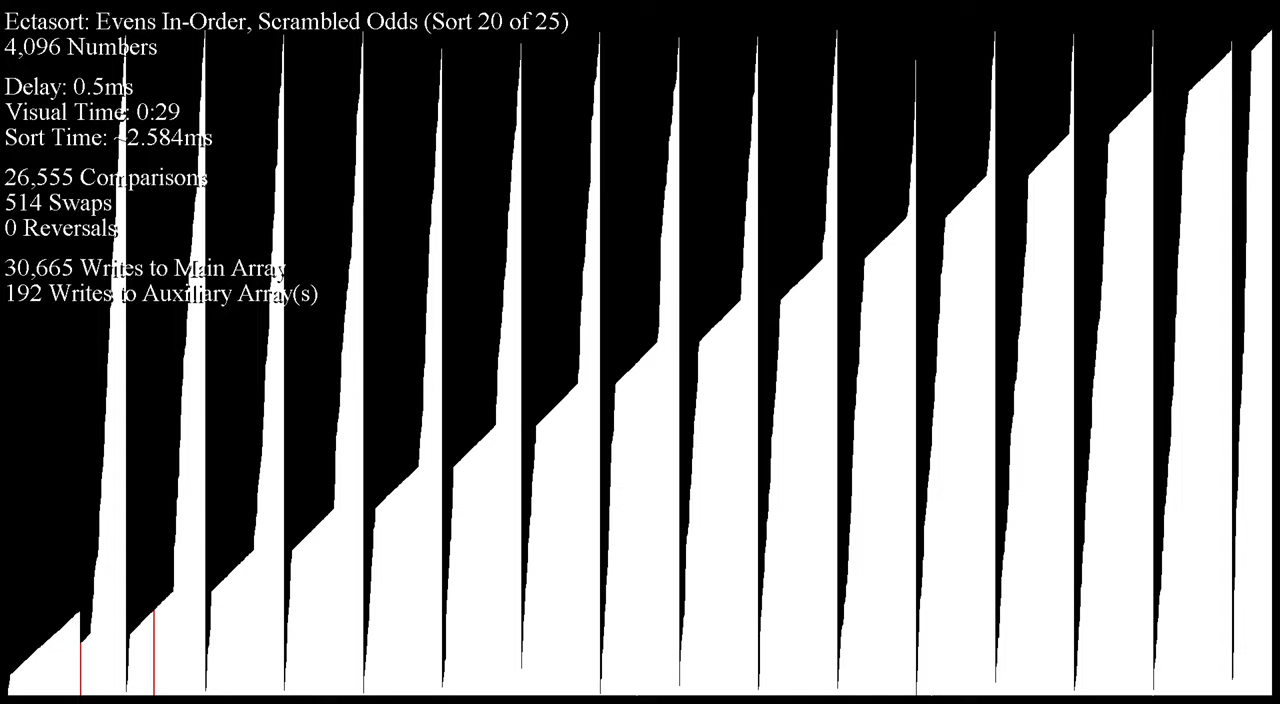 Ectasort: Evens In-Order, Scrambled Odds (Sort 20 of 25)
4,096 Numbers
Delay: 0.5ms
Visual Time: 0:29
Sort Time: ~2.584ms
26,555 Comparisons
514 Swaps
0 Reversals
30,665 Writes to Main Array
192 Writes to Auxiliary Array(s)